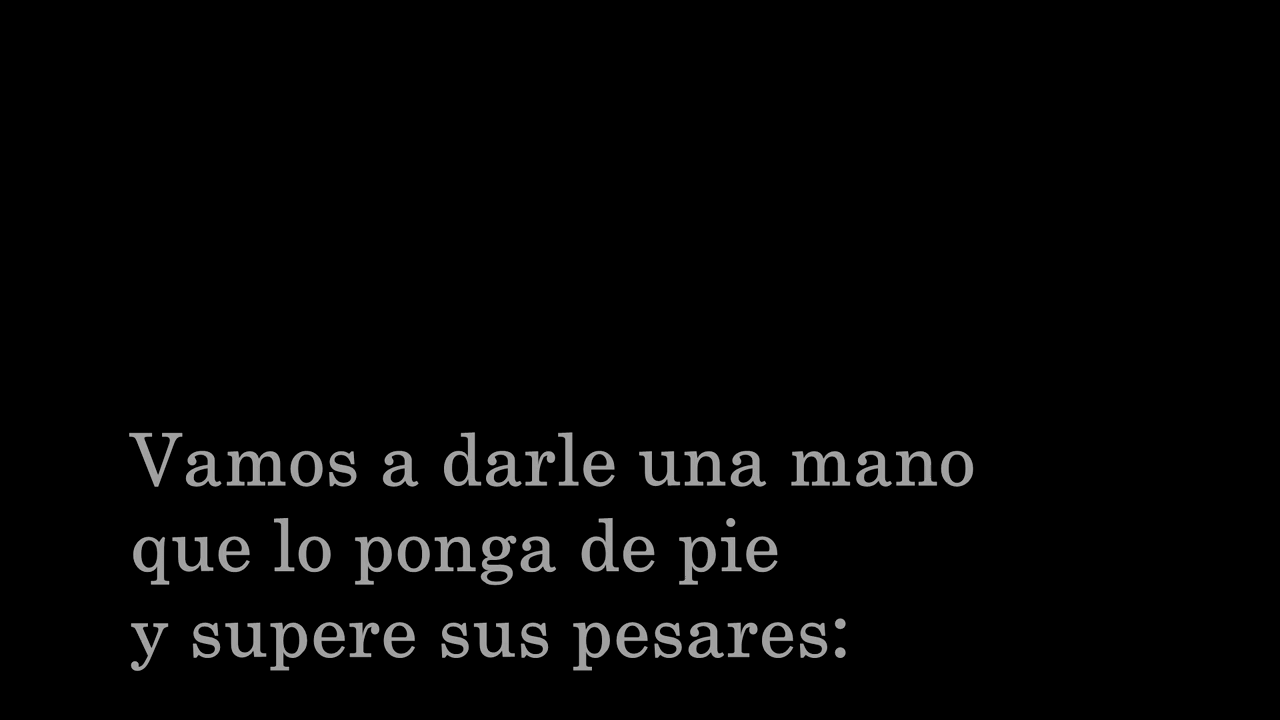 Vamos a darle una mano
que lo ponga de pie
y supere sus pesares: